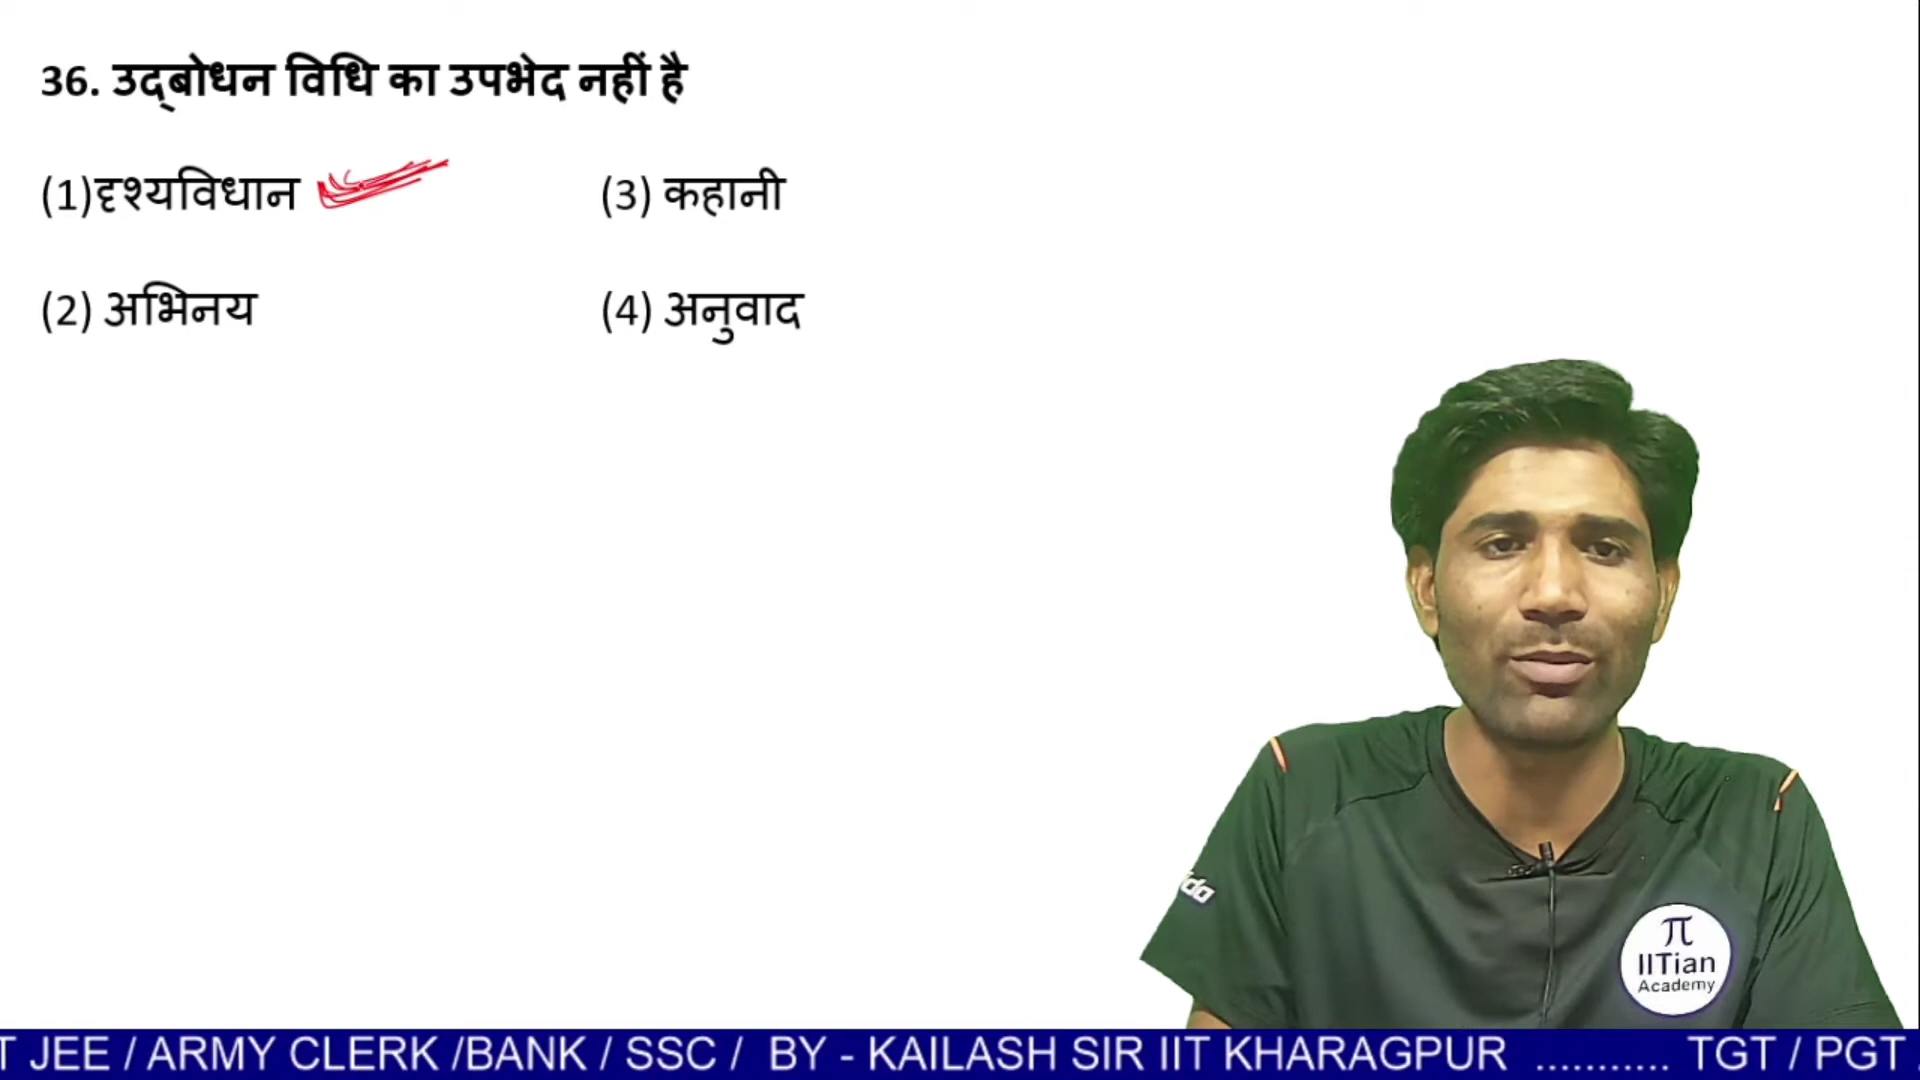 36. उद्बोधन विधि का उपभेद नहीं है
(1)दृश्यविधान
(3) कहानी
(2) अभिनय
(4) अनुवाद
do
π
IITian
Academy
T JEE / ARMY CLERK /BANK / SSC / BY - KAILASH SIR IIT KHARAGPUR ........... TGT / PGT